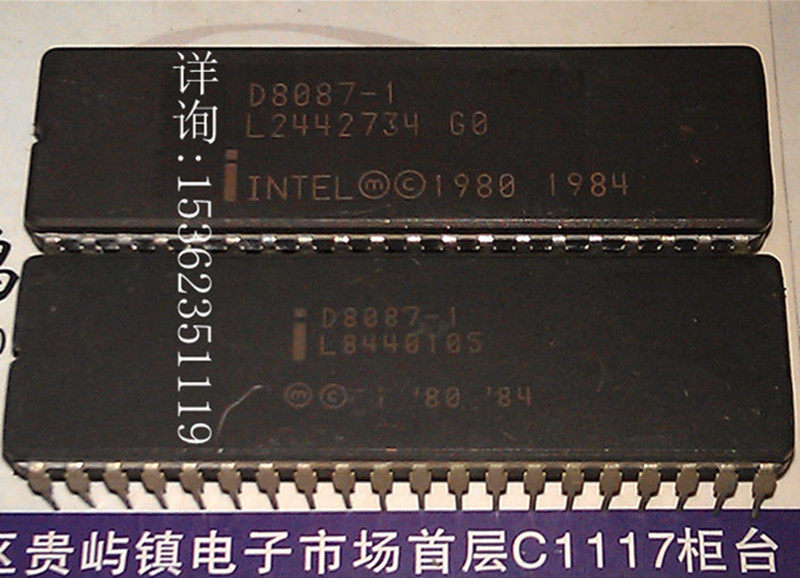 D8087-1
L2442734 G0
INTEL ⓜ © 1980 1984
详询:15362351119
D8087-1
L8440105
ⓜ © I '80 '84
区贵屿镇电子市场首层C1117柜台